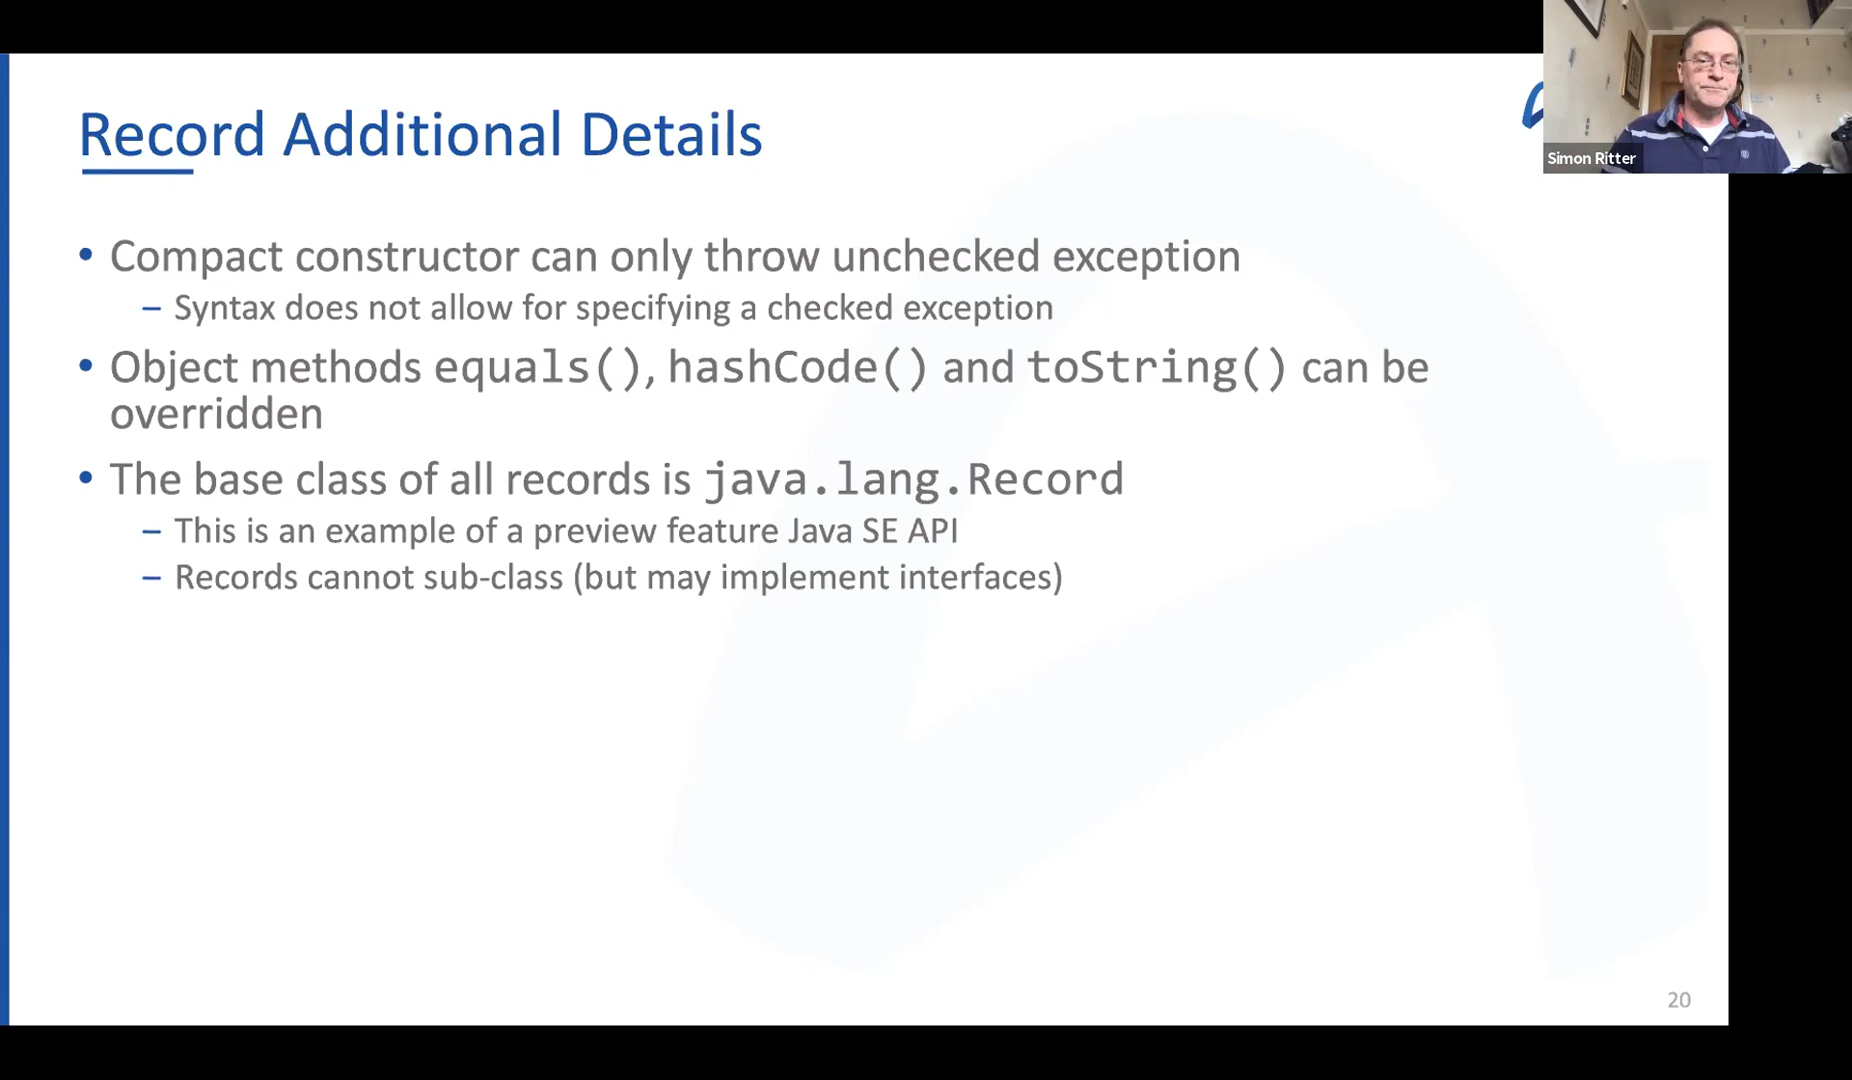 Record Additional Details
Simon Ritter
• Compact constructor can only throw unchecked exception
– Syntax does not allow for specifying a checked exception
• Object methods equals(), hashCode() and toString() can be
overridden
• The base class of all records is java.lang.Record
– This is an example of a preview feature Java SE API
– Records cannot sub-class (but may implement interfaces)
20